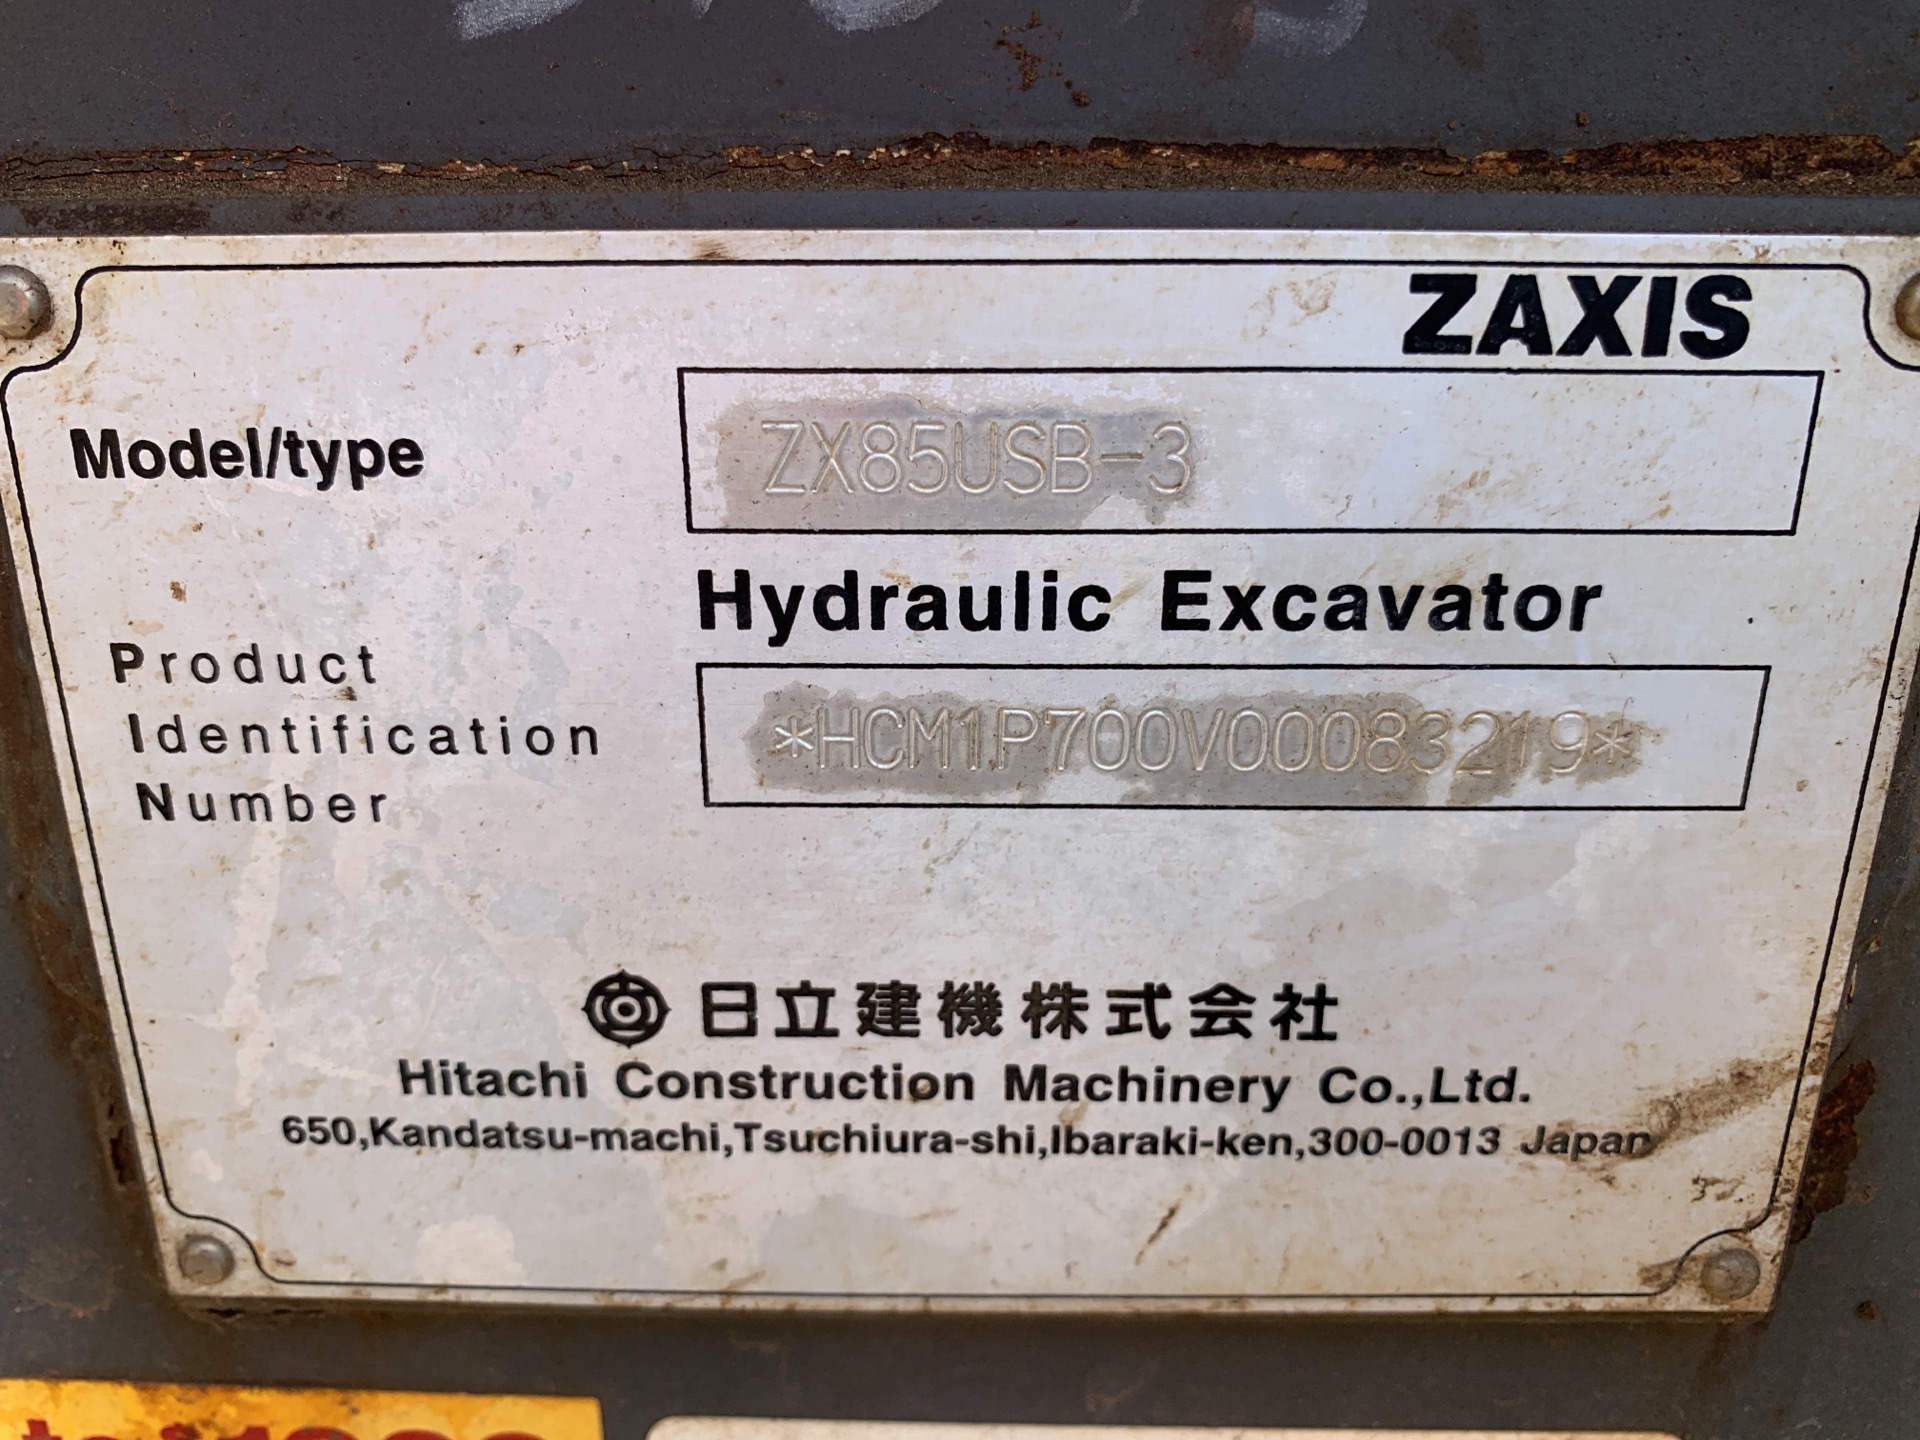 ZAXIS
Model/type ZX85USB-3
Hydraulic Excavator
Product
Identification *HCM1P700V00083219*
Number
日立建機株式会社
Hitachi Construction Machinery Co.,Ltd.
650,Kandatsu-machi,Tsuchiura-shi,Ibaraki-ken,300-0013 Japan